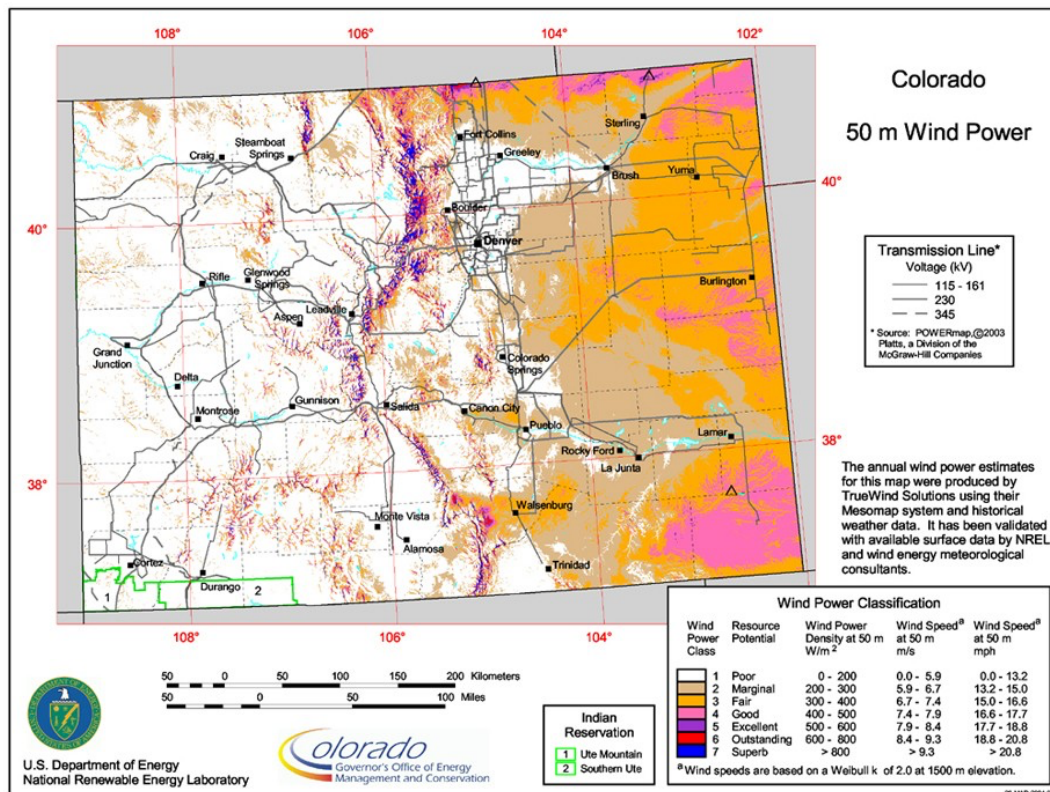 Colorado
50 m Wind Power
108°
106°
104°
102°
40°
38°
40°
38°
108°
106°
104°
Craig
Steamboat
Springs
Fort Collins
Greeley
Sterling
Brush
Yuma
Boulder
Denver
Rifle
Glenwood
Springs
Burlington
Aspen
Leadville
Grand
Junction
Colorado
Springs
Delta
Montrose
Gunnison
Salida
Canon City
Pueblo
Rocky Ford
La Junta
Lamar
Walsenburg
Monte Vista
Alamosa
Trinidad
Cortez
Durango
1
2
Transmission Line*
Voltage (kV)
115 - 161
230
345
* Source: POWERmap,©2003
Platts, a Division of the
McGraw-Hill Companies
The annual wind power estimates
for this map were produced by
TrueWind Solutions using their
Mesomap system and historical
weather data. It has been validated
with available surface data by NREL
and wind energy meteorological
consultants.
Wind Power Classification
Wind Power Class Resource Potential Wind Power Density at 50 m W/m² Wind Speedª at 50 m m/s Wind Speedª at 50 m mph
1 Poor 0 - 200 0.0 - 5.9 0.0 - 13.2
2 Marginal 200 - 300 5.9 - 6.7 13.2 - 15.0
3 Fair 300 - 400 6.7 - 7.4 15.0 - 16.6
4 Good 400 - 500 7.4 - 7.9 16.6 - 17.7
5 Excellent 500 - 600 7.9 - 8.4 17.7 - 18.8
6 Outstanding 600 - 800 8.4 - 9.3 18.8 - 20.8
7 Superb > 800 > 9.3 > 20.8
ª Wind speeds are based on a Weibull k of 2.0 at 1500 m elevation.
50 0 50 100 150 200 Kilometers
50 0 50 100 Miles
Indian
Reservation
1 Ute Mountain
2 Southern Ute
U.S. Department of Energy
National Renewable Energy Laboratory
Colorado
Governor's Office of Energy
Management and Conservation